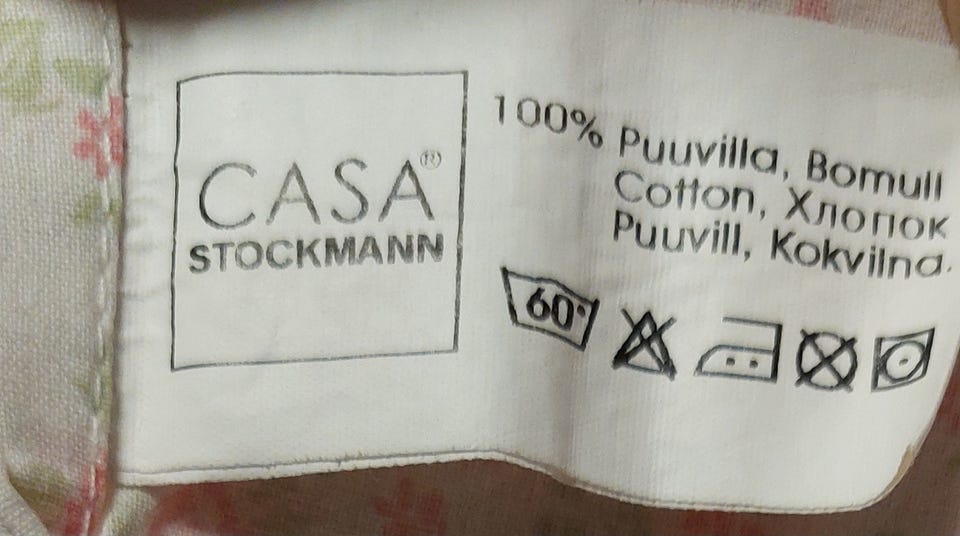 CASA®
STOCKMANN
100% Puuvilla, Bomull
Cotton, Хлопок
Puuvill, Kokvilna.
60°